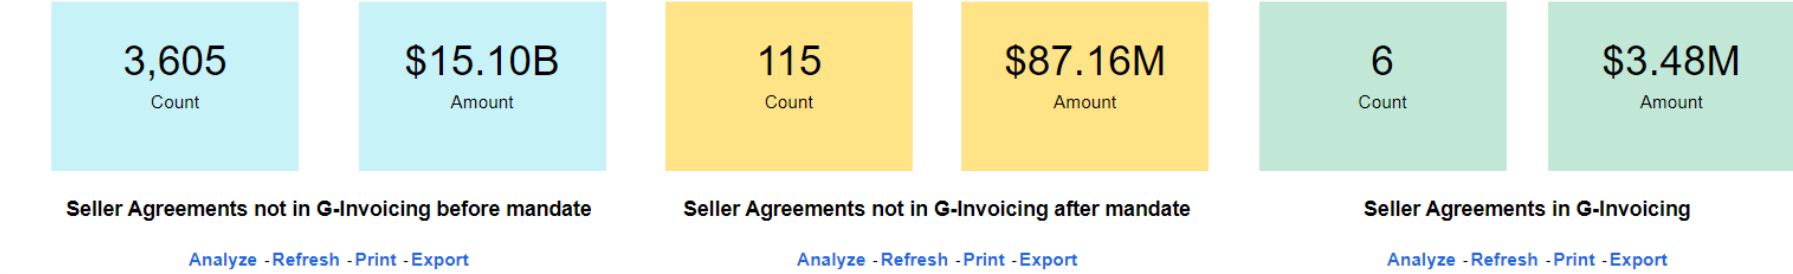 3,605 $15.10B 115 $87.16M 6 $3.48M
Count Amount Count Amount Count Amount
Seller Agreements not in G-Invoicing before mandate Seller Agreements not in G-Invoicing after mandate Seller Agreements in G-Invoicing
Analyze - Refresh - Print - Export Analyze - Refresh - Print - Export Analyze - Refresh - Print - Export